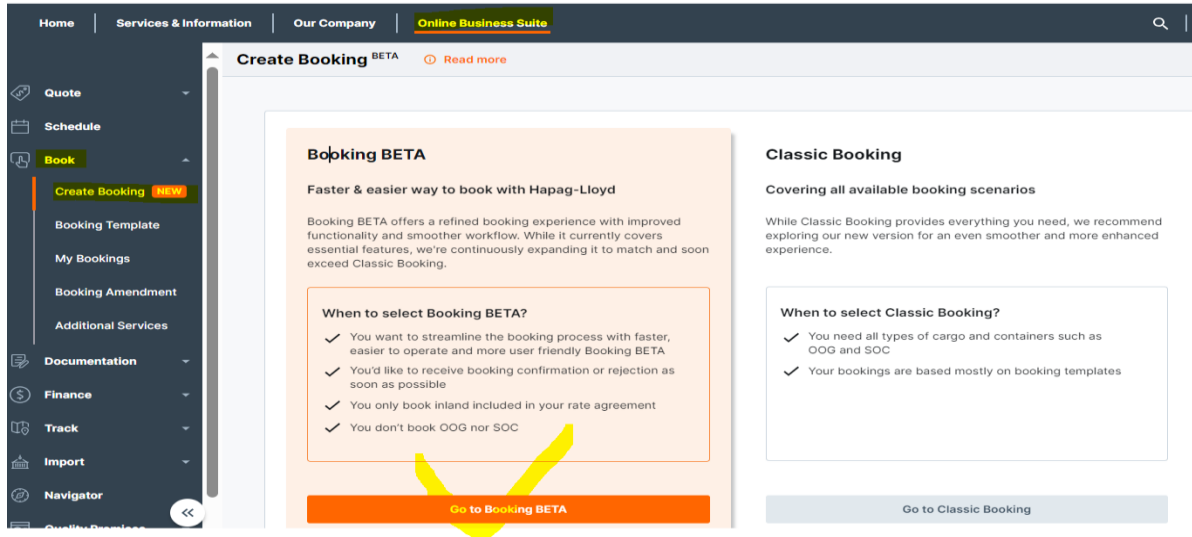 Home
Services & Information
Our Company
Online Business Suite
Create Booking BETA
Read more
Quote
Schedule
Book
Create Booking NEW
Booking Template
My Bookings
Booking Amendment
Additional Services
Documentation
Finance
Track
Import
Navigator
Booking BETA
Faster & easier way to book with Hapag-Lloyd
Booking BETA offers a refined booking experience with improved
functionality and smoother workflow. While it currently covers
essential features, we're continuously expanding it to match and soon
exceed Classic Booking.
When to select Booking BETA?
You want to streamline the booking process with faster,
easier to operate and more user friendly Booking BETA
You'd like to receive booking confirmation or rejection as
soon as possible
You only book inland included in your rate agreement
You don't book OOG nor SOC
Go to Booking BETA
Classic Booking
Covering all available booking scenarios
While Classic Booking provides everything you need, we recommend
exploring our new version for an even smoother and more enhanced
experience.
When to select Classic Booking?
You need all types of cargo and containers such as
OOG and SOC
Your bookings are based mostly on booking templates
Go to Classic Booking